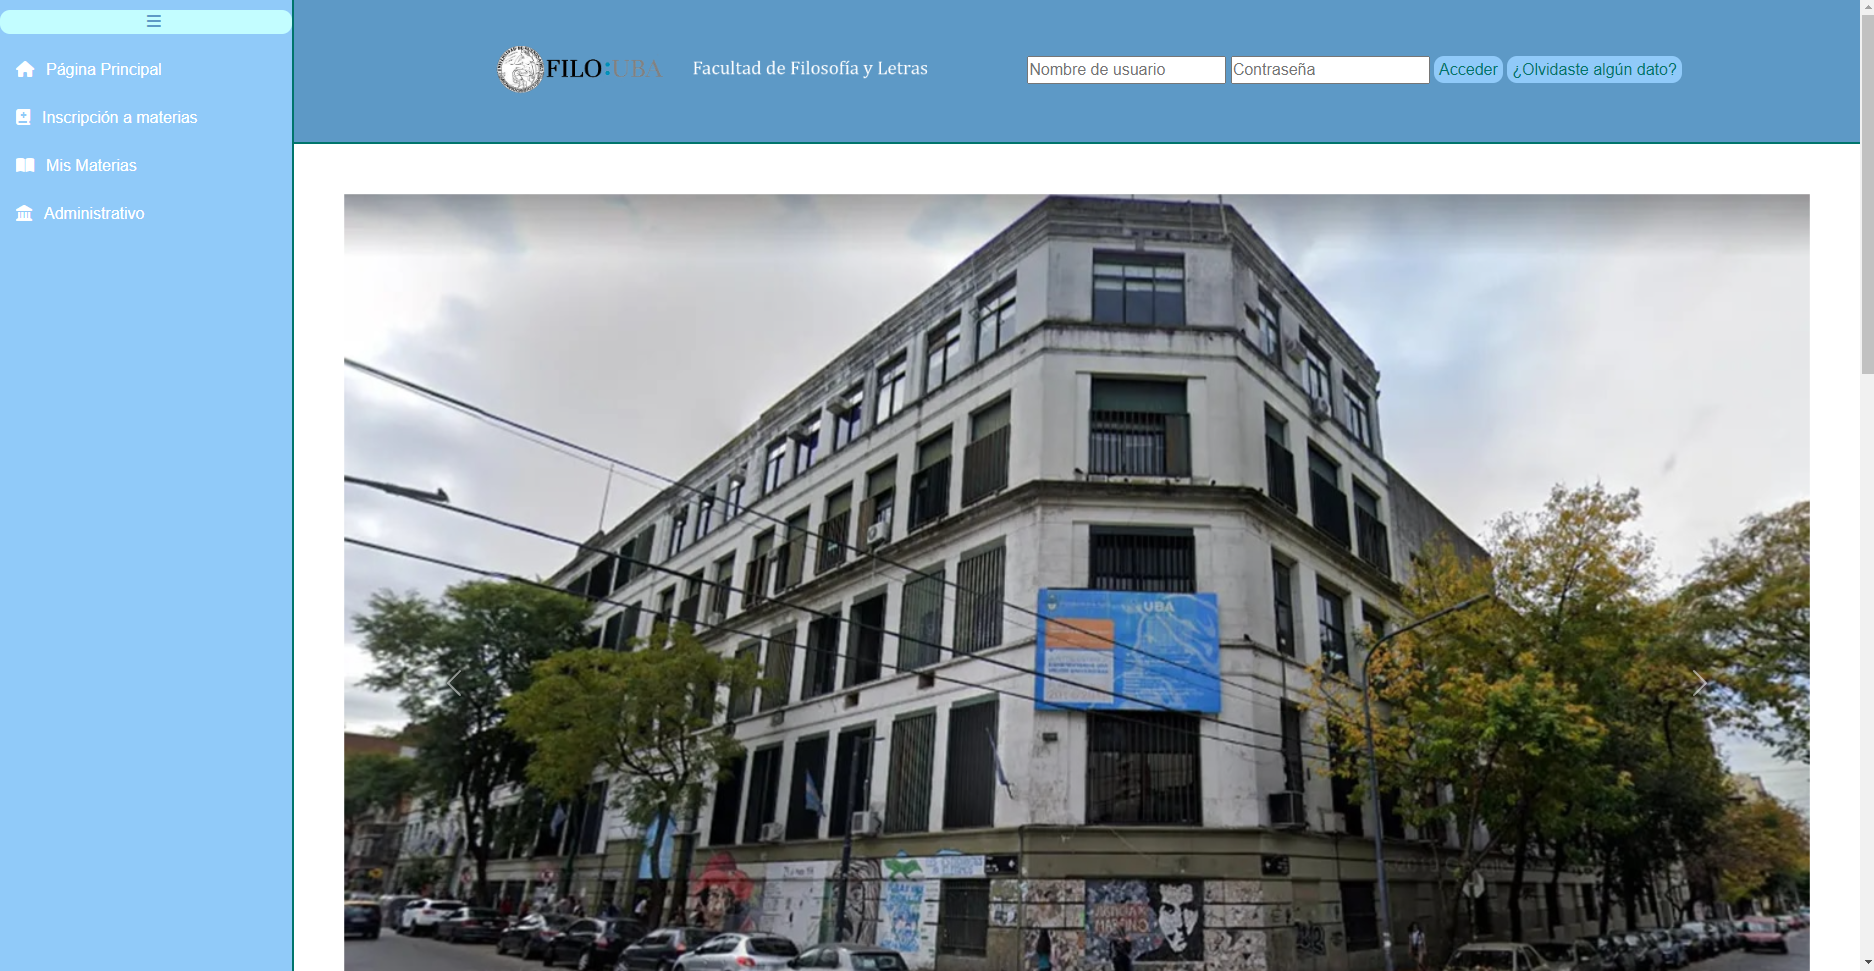 Página Principal
Inscripción a materias
Mis Materias
Administrativo
FILO:UBA
Facultad de Filosofía y Letras
Nombre de usuario
Contraseña
Acceder
¿Olvidaste algún dato?
UBA